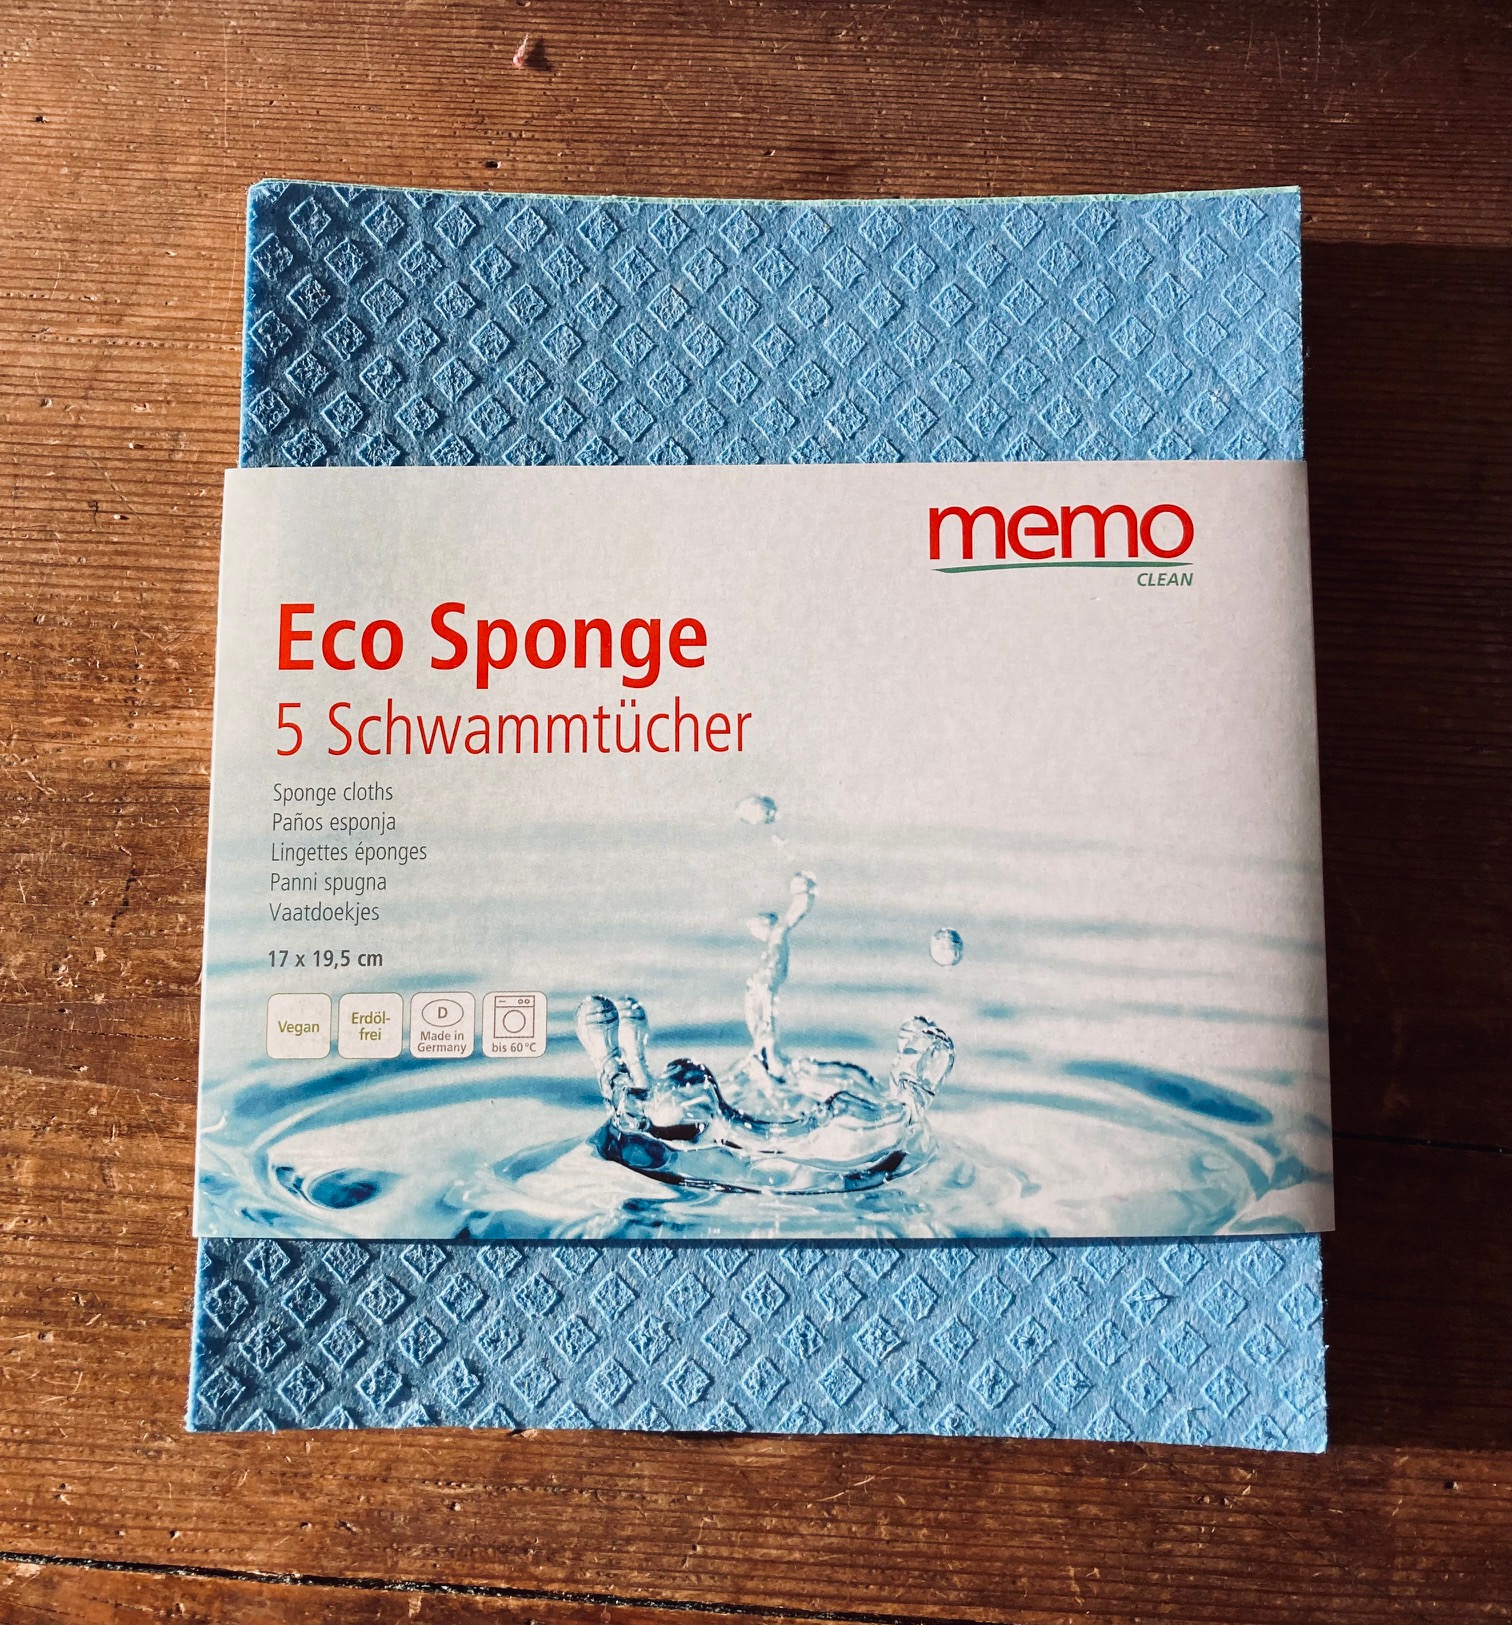 memo
CLEAN
Eco Sponge
5 Schwammtücher
Sponge cloths
Paños esponja
Lingettes éponges
Panni spugna
Vaatdoekjes
17 x 19,5 cm
Vegan
Erdöl-
frei
D
Made in
Germany
bis 60 °C